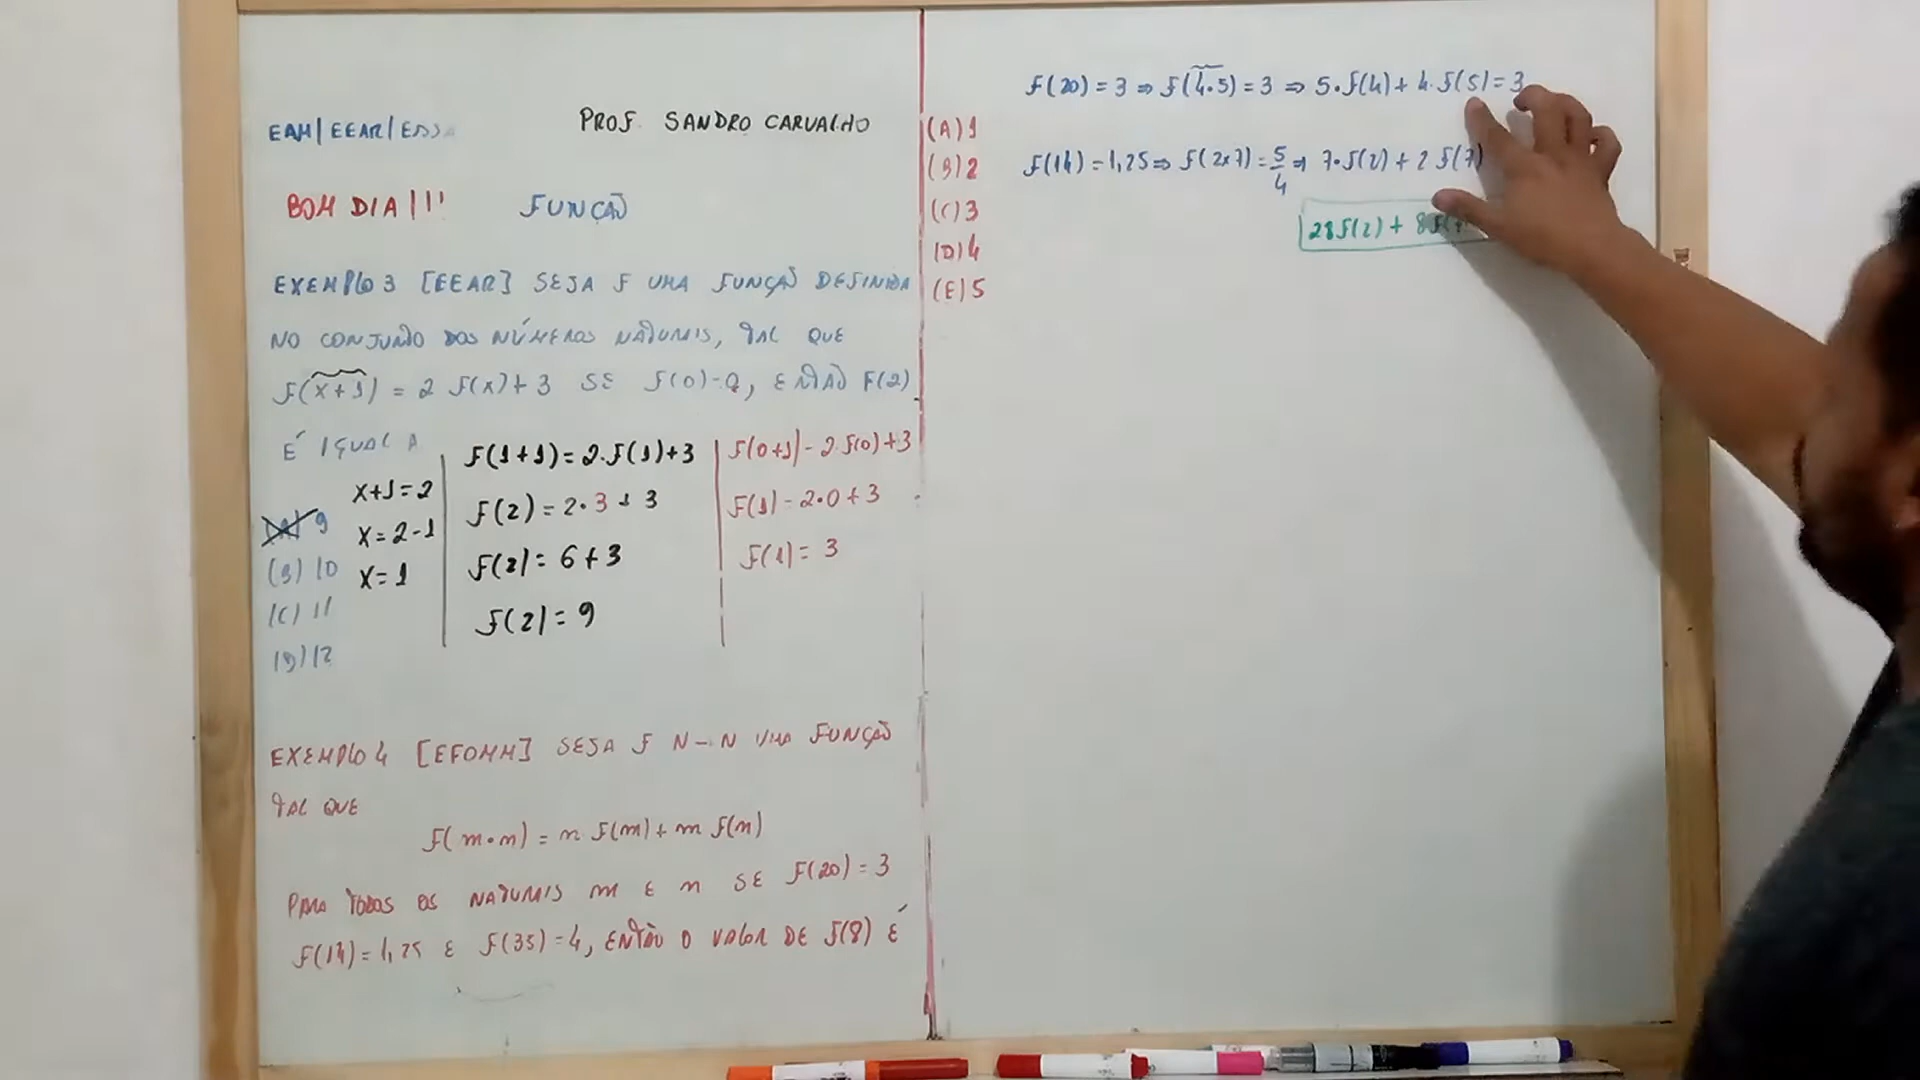 EAM/EEAR/ESSA
PROF. SANDRO CARVALHO
BOM DIA!!!
FUNÇÃO
EXEMPLO 3 [EEAR] SEJA F UMA FUNÇÃO DEFINIDA
NO CONJUNTO DOS NÚMEROS NATURAIS, TAL QUE
f(x+1) = 2 f(x)+3 SE f(0)=0, ENTÃO F(2)
É IGUAL A
(A) 9
(B) 10
(C) 11
(D) 12
x+1=2
x=2-1
x=1
f(1+1)=2.f(1)+3
f(2)=2·3+3
f(2)=6+3
f(2)=9
f(0+1)=2.f(0)+3
f(1)=2·0+3
f(1)=3
EXEMPLO 4 [EFOMM] SEJA f N→N UMA FUNÇÃO
TAL QUE
f(m·n) = n.f(m)+m f(n)
PARA TODOS OS NATURAIS m E n SE f(20)=3
f(14)=1,25 E f(35)=4, ENTÃO O VALOR DE f(8) É
(A) 1
(B) 2
(C) 3
(D) 4
(E) 5
f(20)=3 ⇒ f(4·5)=3 ⇒ 5·f(4)+4·f(5)=3
f(14)=1,25 ⇒ f(2x7)=5/4 ⇒ 7·f(2)+2 f(7)
28f(2)+8f(